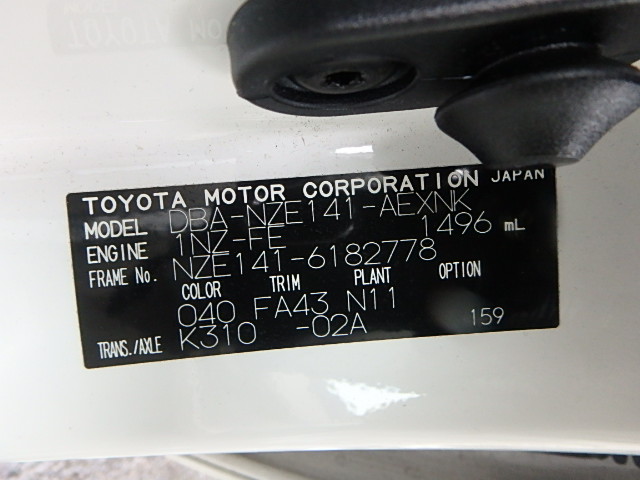 TOYOTA MOTOR CORPORATION JAPAN
MODEL DBA-NZE141-AEXNK
ENGINE 1NZ-FE 1496 mL
FRAME No. NZE141-6182778
COLOR TRIM PLANT OPTION
040 FA43 N11
TRANS./AXLE K310 -02A 159